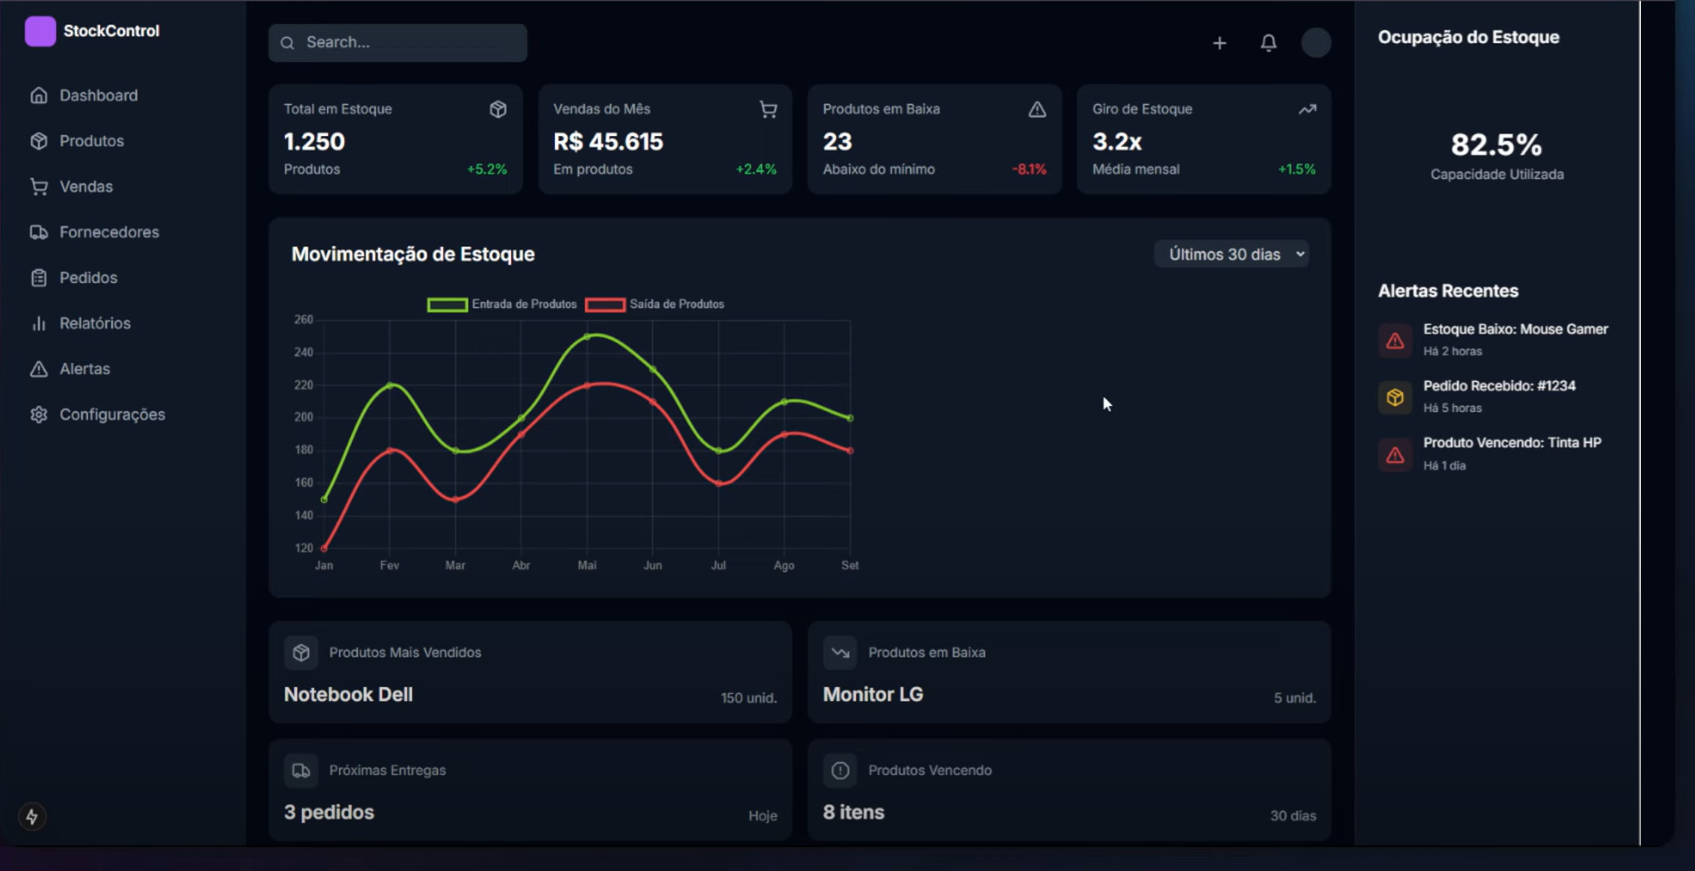 StockControl
Dashboard
Produtos
Vendas
Fornecedores
Pedidos
Relatórios
Alertas
Configurações
Search...
Total em Estoque
1.250
Produtos +5.2%
Vendas do Mês
R$ 45.615
Em produtos +2.4%
Produtos em Baixa
23
Abaixo do mínimo -8.1%
Giro de Estoque
3.2x
Média mensal +1.5%
Movimentação de Estoque
Últimos 30 dias
Entrada de Produtos Saída de Produtos
260
240
220
200
180
160
140
120
Jan Fev Mar Abr Mai Jun Jul Ago Set
Produtos Mais Vendidos
Notebook Dell 150 unid.
Produtos em Baixa
Monitor LG 5 unid.
Próximas Entregas
3 pedidos Hoje
Produtos Vencendo
8 itens 30 dias
Ocupação do Estoque
82.5%
Capacidade Utilizada
Alertas Recentes
Estoque Baixo: Mouse Gamer
Há 2 horas
Pedido Recebido: #1234
Há 5 horas
Produto Vencendo: Tinta HP
Há 1 dia